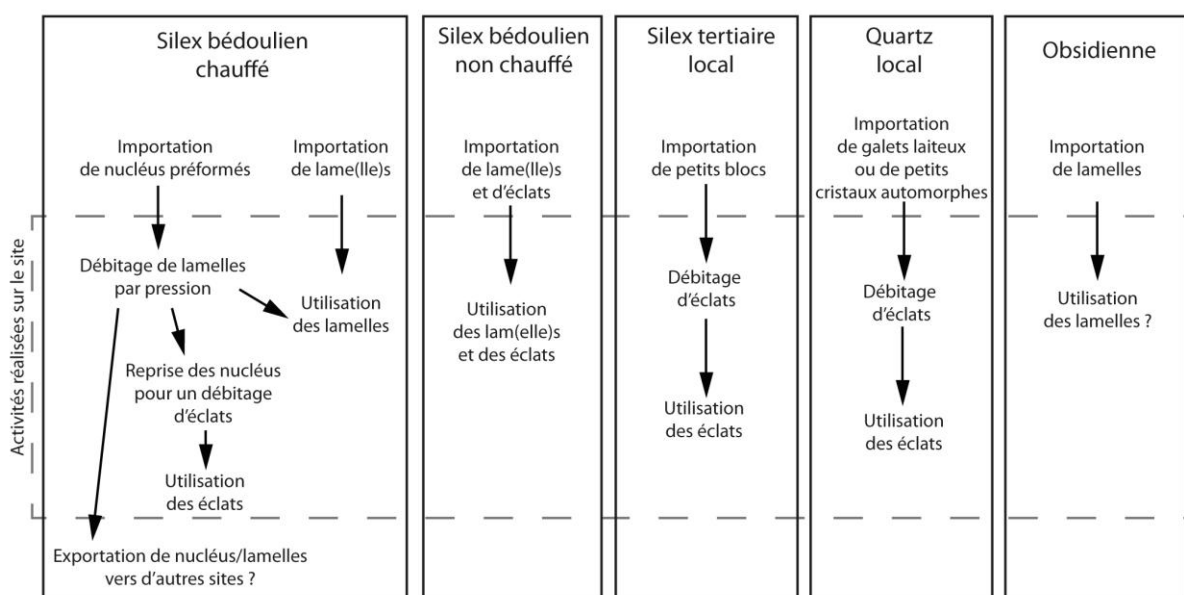 Silex bédoulien
chauffé
Importation
de nucléus préformés
Importation
de lame(lle)s
Débitage de lamelles
par pression
Utilisation
des lamelles
Reprise des nucléus
pour un débitage
d'éclats
Utilisation
des éclats
Exportation de nucléus/lamelles
vers d'autres sites ?
Silex bédoulien
non chauffé
Importation
de lame(lle)s
et d'éclats
Utilisation
des lam(elle)s
et des éclats
Silex tertiaire
local
Importation
de petits blocs
Débitage
d'éclats
Utilisation
des éclats
Quartz
local
Importation
de galets laiteux
ou de petits
cristaux automorphes
Débitage
d'éclats
Utilisation
des éclats
Obsidienne
Importation
de lamelles
Utilisation
des lamelles ?
Activités réalisées sur le site